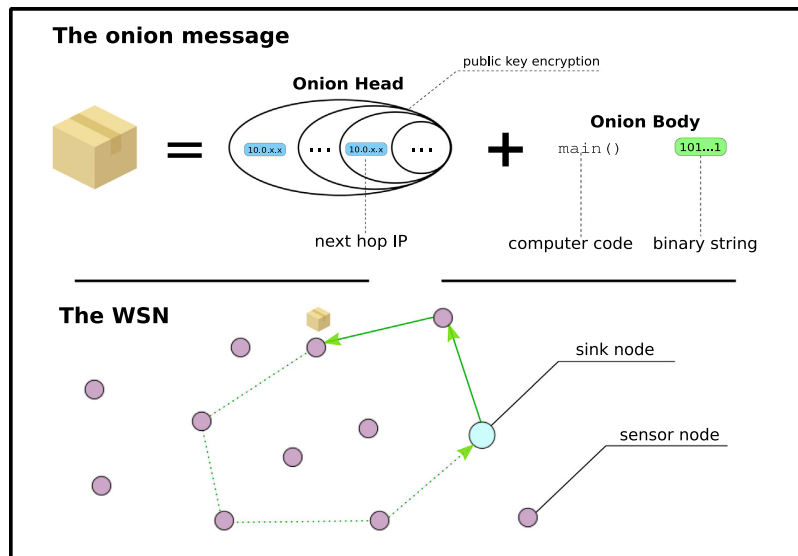 The onion message
public key encryption
Onion Head
10.0.x.x
...
10.0.x.x
...
=
+
Onion Body
main()
101...1
next hop IP
computer code
binary string
The WSN
sink node
sensor node